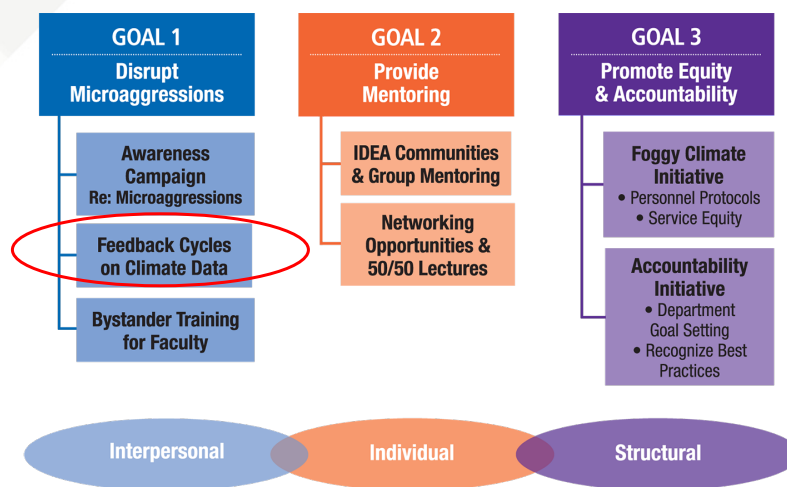 GOAL 1
Disrupt
Microaggressions
Awareness
Campaign
Re: Microaggressions
Feedback Cycles
on Climate Data
Bystander Training
for Faculty
GOAL 2
Provide
Mentoring
IDEA Communities
& Group Mentoring
Networking
Opportunities &
50/50 Lectures
GOAL 3
Promote Equity
& Accountability
Foggy Climate
Initiative
• Personnel Protocols
• Service Equity
Accountability
Initiative
• Department
Goal Setting
• Recognize Best
Practices
Interpersonal
Individual
Structural